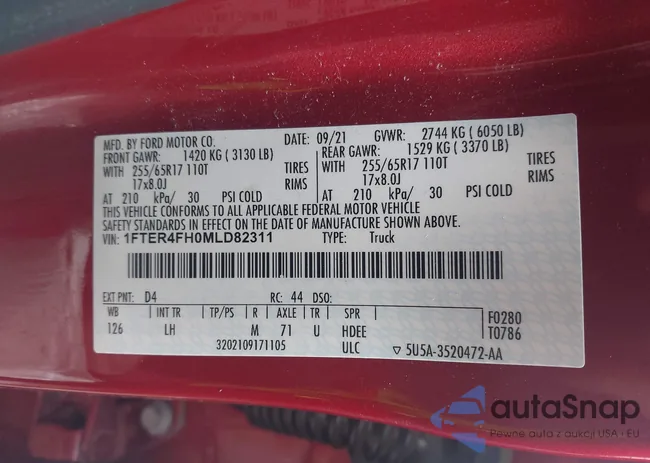 MFD. BY FORD MOTOR CO. DATE: 09/21 GVWR: 2744 KG ( 6050 LB)
FRONT GAWR: 1420 KG ( 3130 LB) REAR GAWR: 1529 KG ( 3370 LB)
WITH 255/65R17 110T TIRES WITH 255/65R17 110T TIRES
17x8.0J RIMS 17x8.0J RIMS
AT 210 kPa/ 30 PSI COLD AT 210 kPa/ 30 PSI COLD
THIS VEHICLE CONFORMS TO ALL APPLICABLE FEDERAL MOTOR VEHICLE
SAFETY STANDARDS IN EFFECT ON THE DATE OF MANUFACTURE SHOWN ABOVE.
VIN: 1FTER4FH0MLD82311 TYPE: Truck
EXT PNT: D4 RC: 44 DSO:
WB INT TR TP/PS R AXLE TR SPR F0280
126 LH M 71 U HDEE T0786
3202109171105 ULC ▽ 5U5A-3520472-AA
autaSnap
Pewne auta z aukcji USA i EU